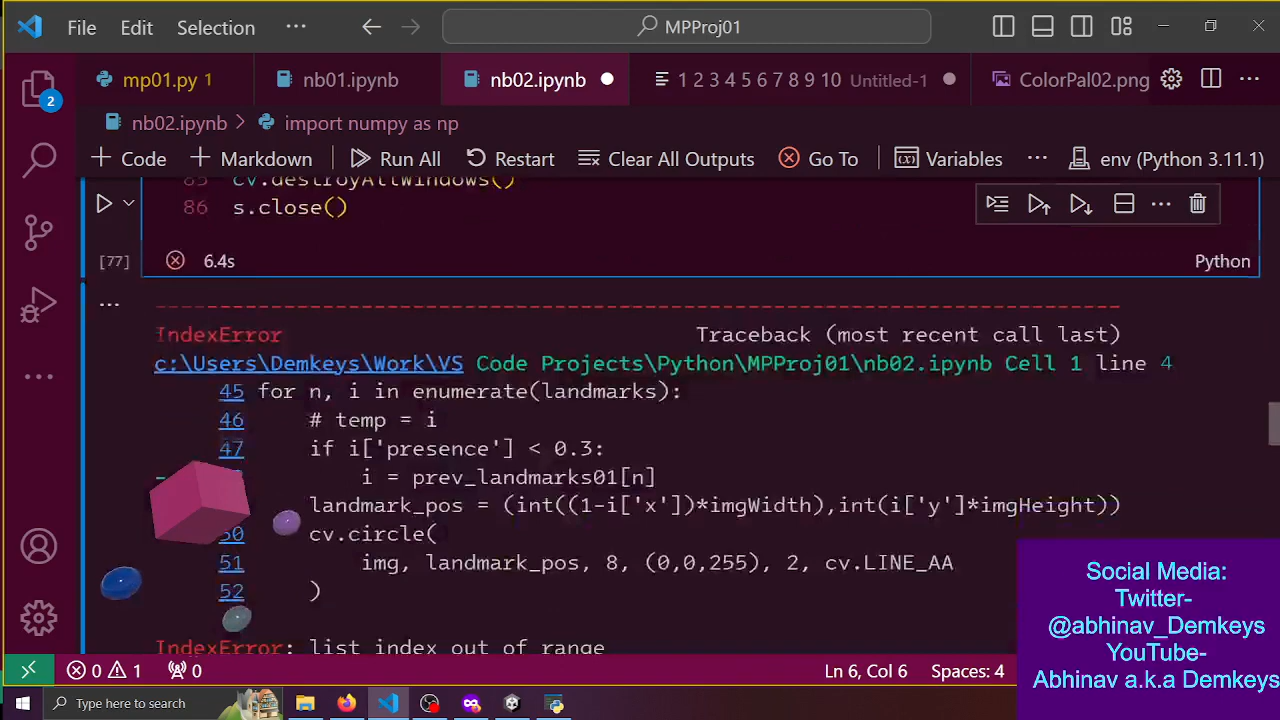 File Edit Selection ··· MPProj01
mp01.py 1 nb01.ipynb nb02.ipynb 1 2 3 4 5 6 7 8 9 10 Untitled-1 ColorPal02.png ···
nb02.ipynb > import numpy as np
+ Code + Markdown Run All Restart Clear All Outputs Go To Variables ··· env (Python 3.11.1)
85 cv.destroyAllWindows()
86 s.close()
[77] 6.4s Python
IndexError Traceback (most recent call last)
c:\Users\Demkeys\Work\VS Code Projects\Python\MPProj01\nb02.ipynb Cell 1 line 4
45 for n, i in enumerate(landmarks):
46 # temp = i
47 if i['presence'] < 0.3:
i = prev_landmarks01[n]
landmark_pos = (int((1-i['x'])*imgWidth),int(i['y']*imgHeight))
50 cv.circle(
51 img, landmark_pos, 8, (0,0,255), 2, cv.LINE_AA
52 )
IndexError: list index out of range
Social Media:
Twitter-
@abhinav_Demkeys
YouTube-
Abhinav a.k.a Demkeys
2
0 1 0 Ln 6, Col 6 Spaces: 4
Type here to search